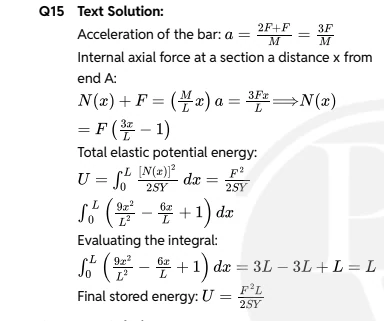 Q15 Text Solution:
Acceleration of the bar: a = (2F+F)/M = 3F/M
Internal axial force at a section a distance x from
end A:
N(x) + F = (M/L x) a = 3Fx/L ⟹ N(x)
= F (3x/L − 1)
Total elastic potential energy:
U = ∫₀ᴸ [N(x)]²/2SY dx = F²/2SY
∫₀ᴸ (9x²/L² − 6x/L + 1) dx
Evaluating the integral:
∫₀ᴸ (9x²/L² − 6x/L + 1) dx = 3L − 3L + L = L
Final stored energy: U = F²L/2SY